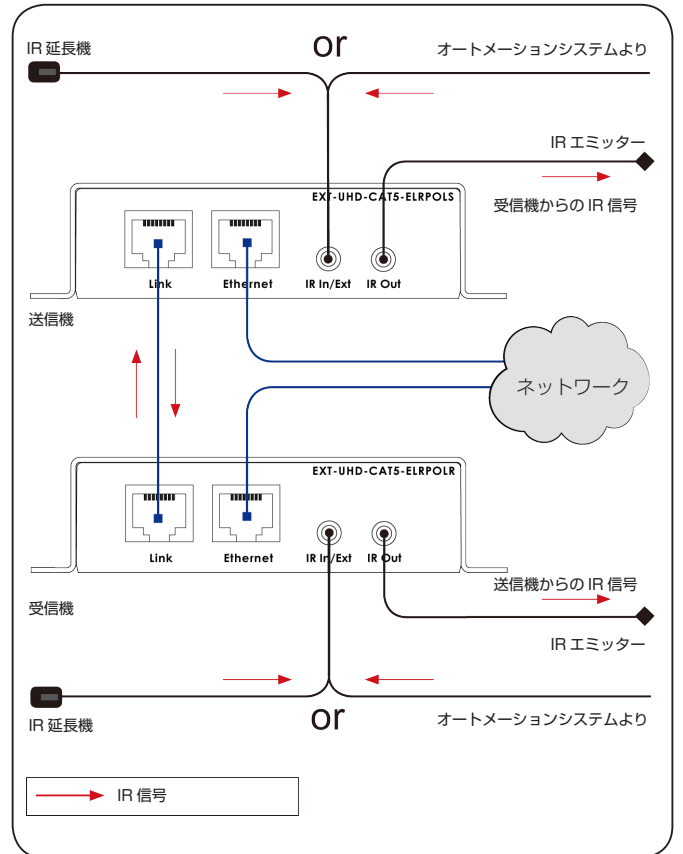 or
IR 延長機
オートメーションシステムより
IR エミッター
EXT-UHD-CAT5-ELRPOLS
受信機からの IR 信号
Link
Ethernet
IR In/Ext
IR Out
送信機
ネットワーク
EXT-UHD-CAT5-ELRPOLR
Link
Ethernet
IR In/Ext
IR Out
送信機からの IR 信号
受信機
IR エミッター
IR 延長機
or
オートメーションシステムより
IR 信号